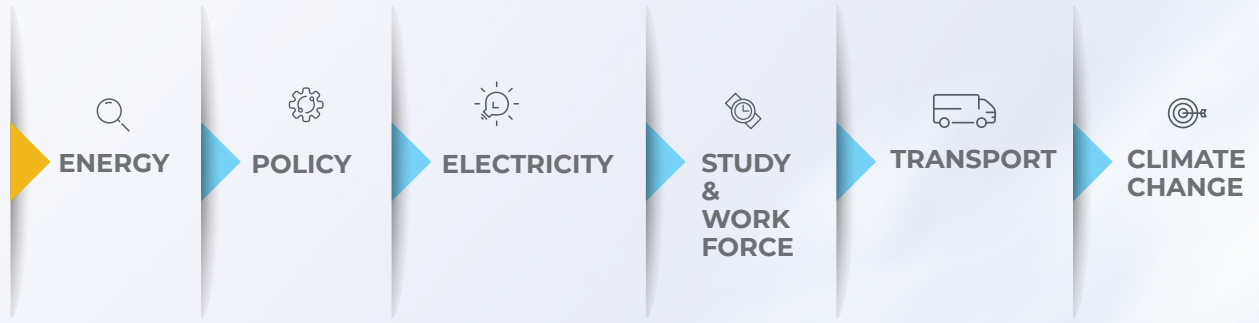 ENERGY
POLICY
ELECTRICITY
STUDY
&
WORK
FORCE
TRANSPORT
CLIMATE
CHANGE